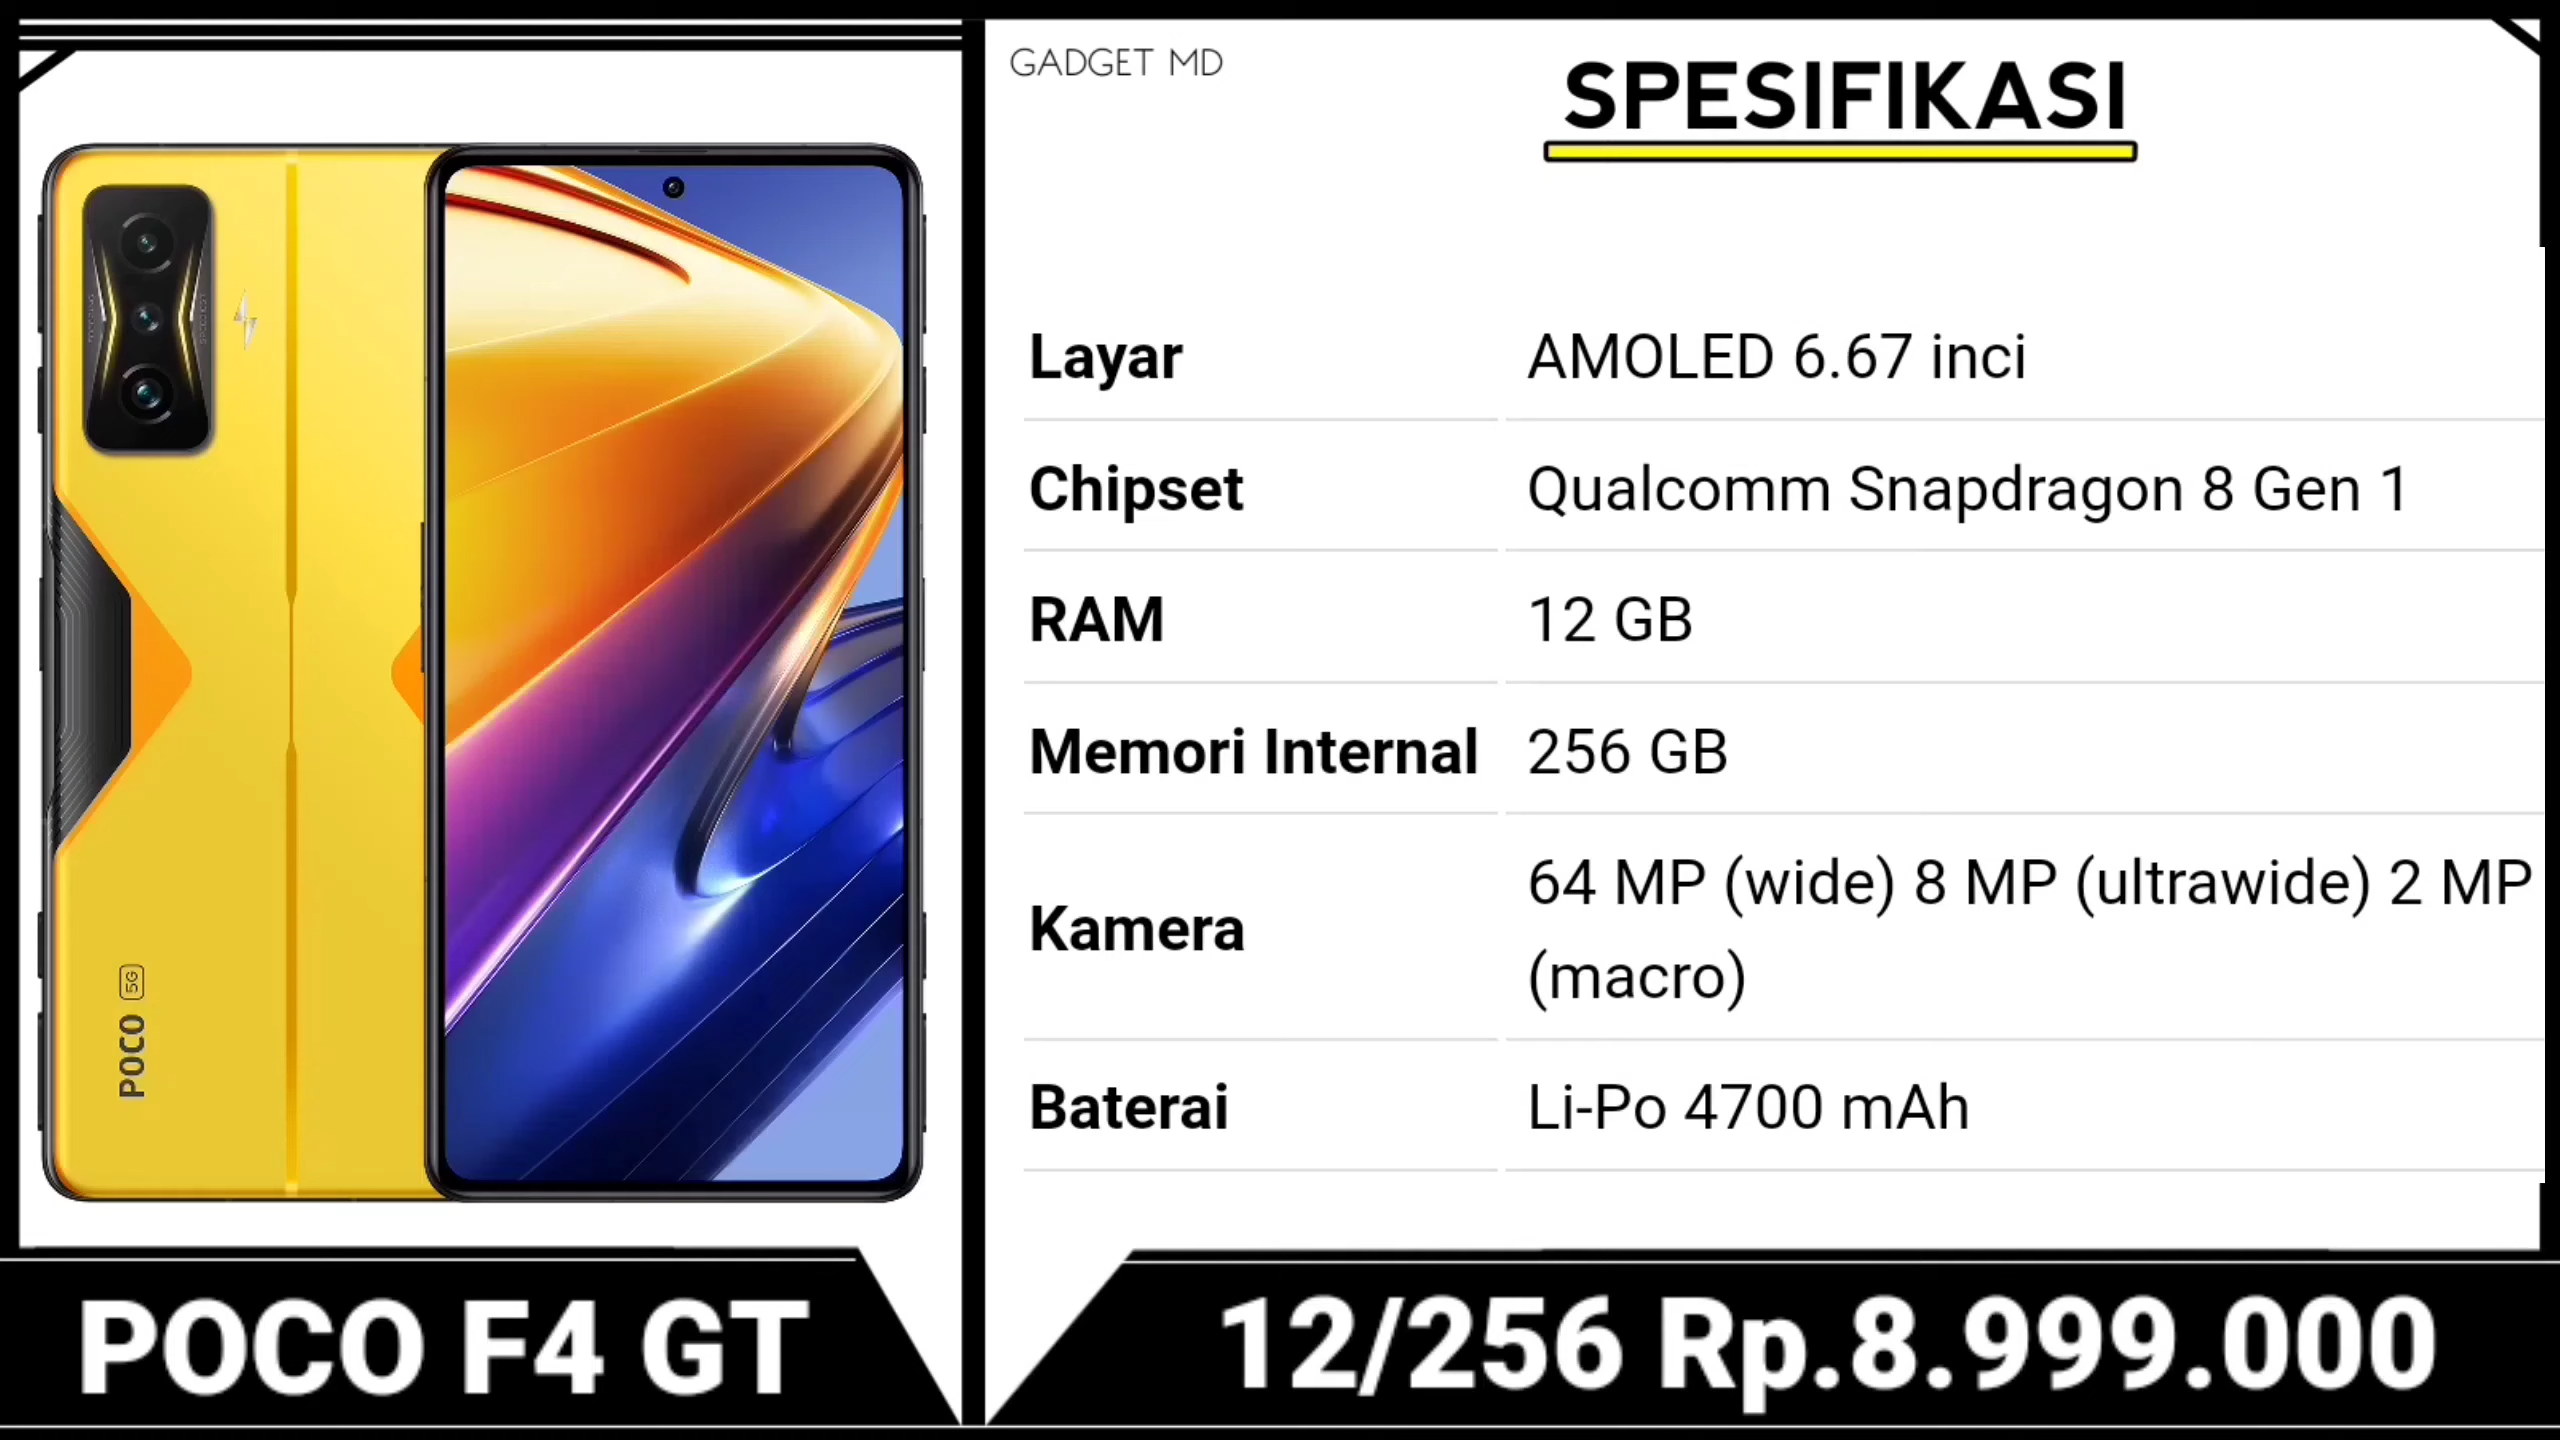 GADGET MD
SPESIFIKASI
Layar AMOLED 6.67 inci
Chipset Qualcomm Snapdragon 8 Gen 1
RAM 12 GB
Memori Internal 256 GB
Kamera 64 MP (wide) 8 MP (ultrawide) 2 MP
(macro)
Baterai Li-Po 4700 mAh
POCO 5G
POCO F4 GT
12/256 Rp.8.999.000